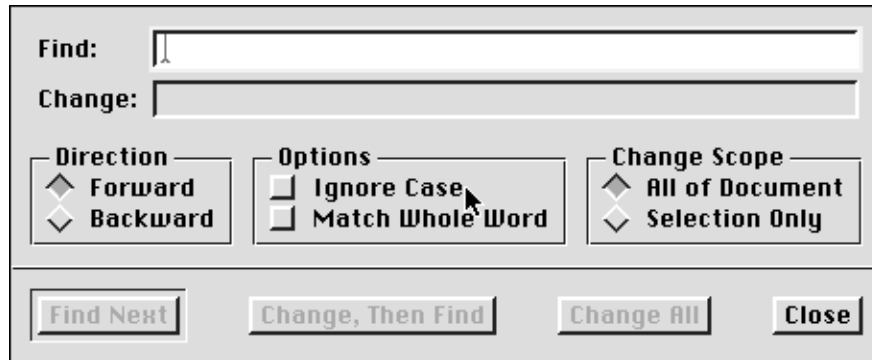 Find:
Change:
Direction Options Change Scope
Forward Ignore Case All of Document
Backward Match Whole Word Selection Only
Find Next Change, Then Find Change All Close